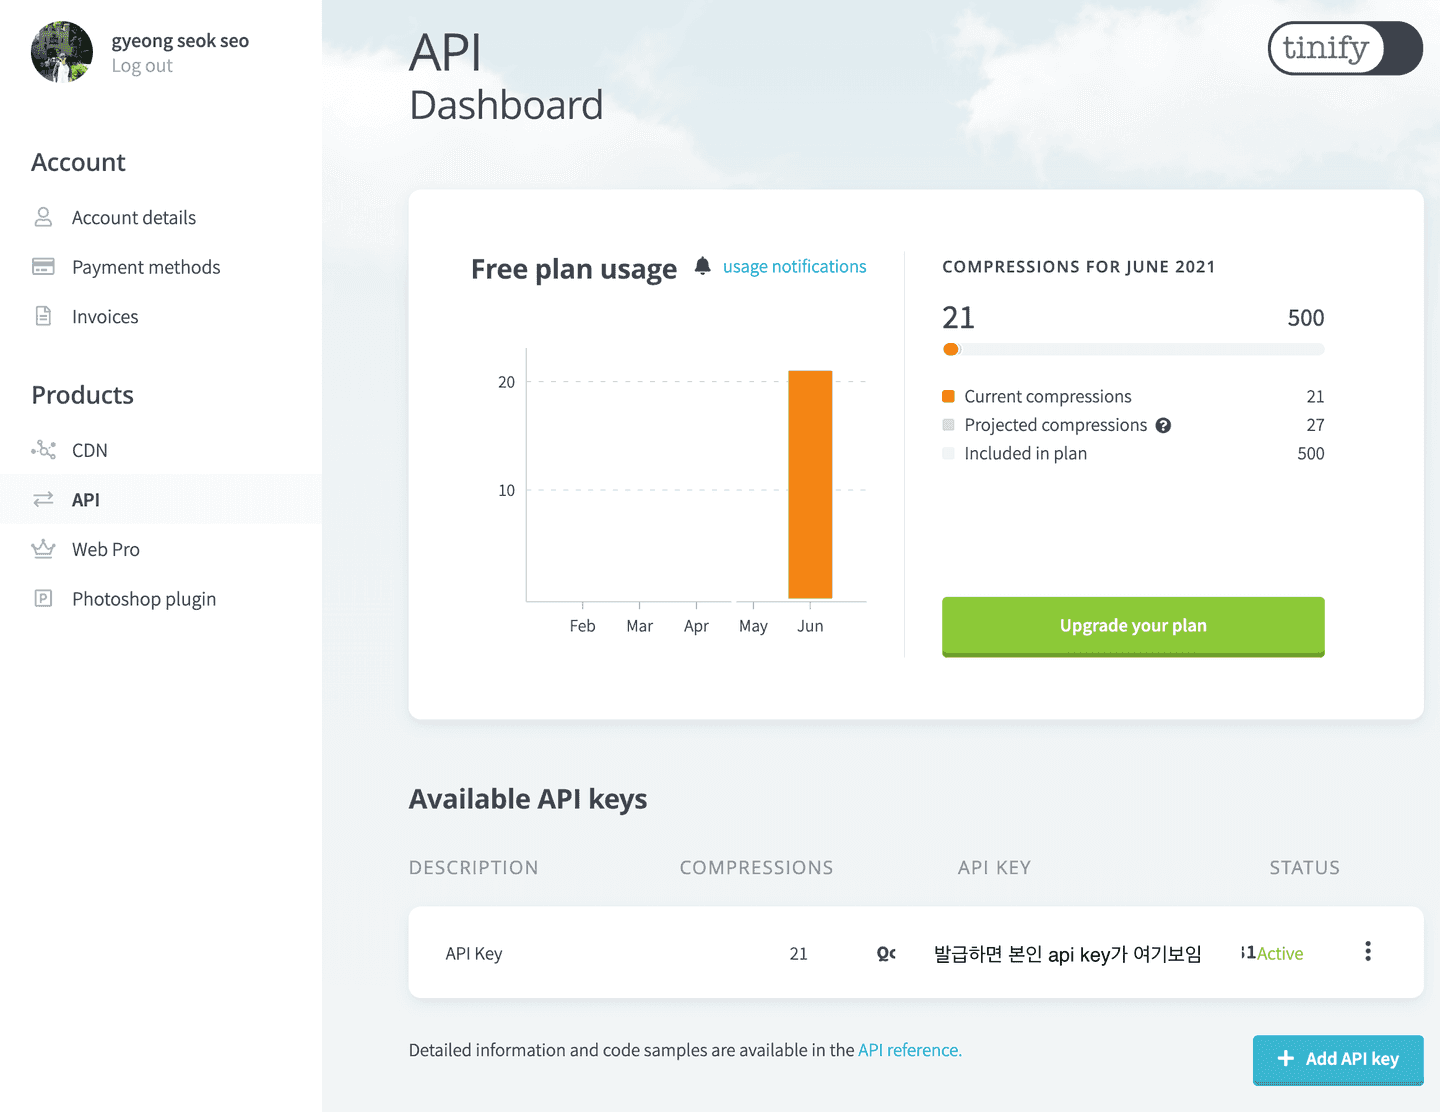 gyeong seok seo
Log out
Account
Account details
Payment methods
Invoices
Products
CDN
API
Web Pro
Photoshop plugin
API
Dashboard
tinify
Free plan usage
usage notifications
20
10
Feb Mar Apr May Jun
COMPRESSIONS FOR JUNE 2021
21 500
Current compressions 21
Projected compressions ? 27
Included in plan 500
Upgrade your plan
Available API keys
DESCRIPTION COMPRESSIONS API KEY STATUS
API Key 21 발급하면 본인 api key가 여기보임 Active
Detailed information and code samples are available in the API reference.
+ Add API key